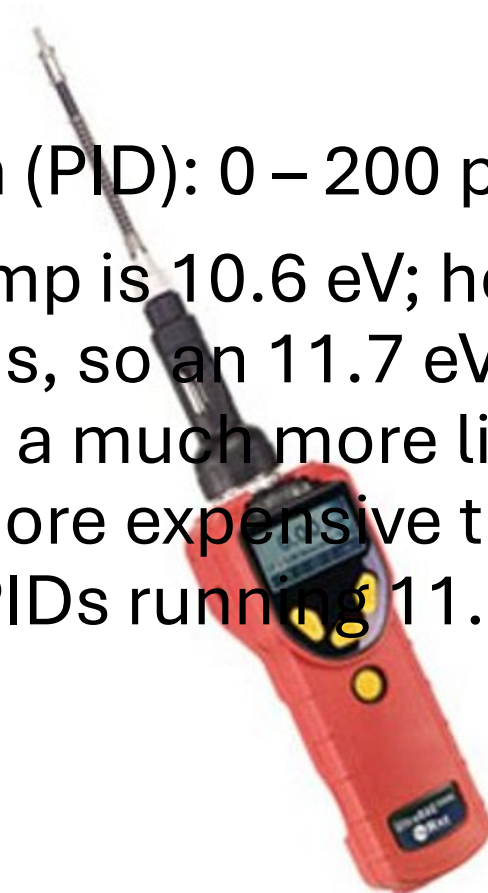 (PID): 0 – 200 p
mp is 10.6 eV; h
s, so an 11.7 eV
a much more li
ore expensive t
PIDs running 11.